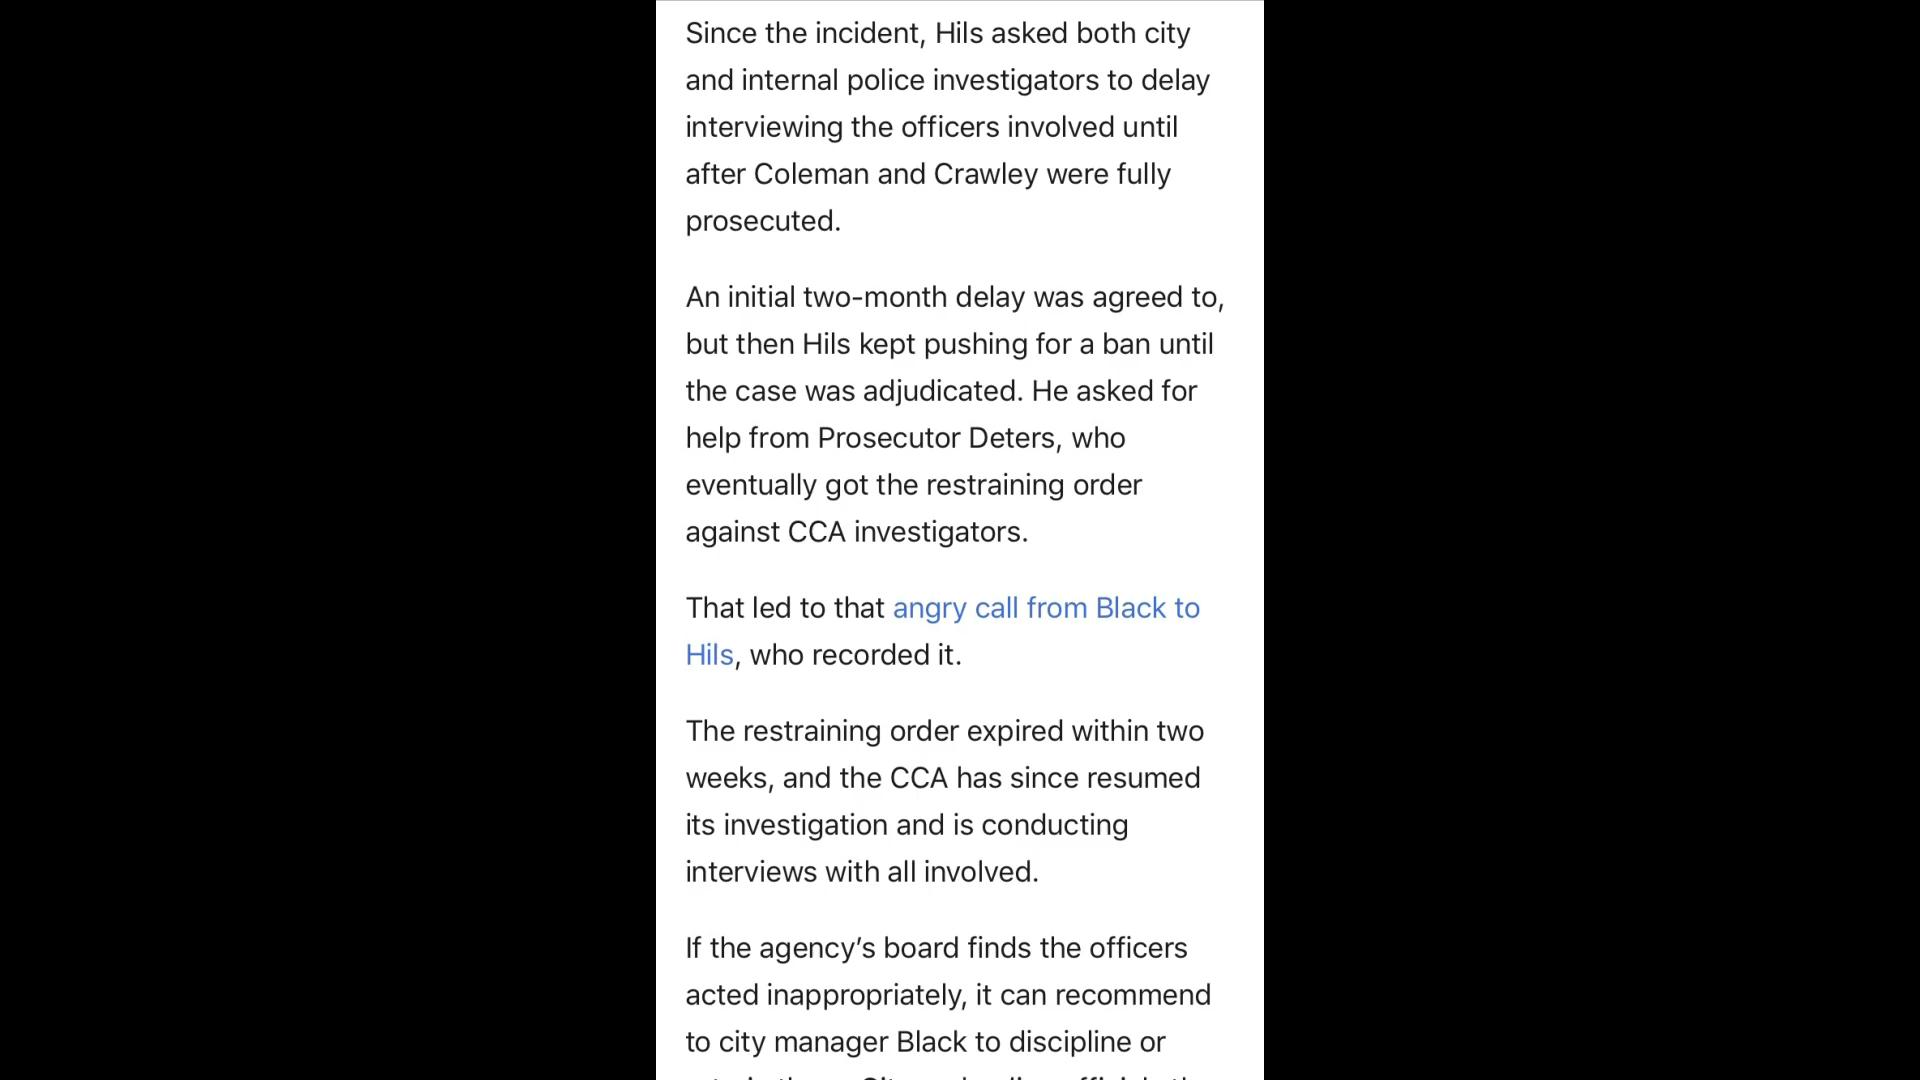 Since the incident, Hils asked both city
and internal police investigators to delay
interviewing the officers involved until
after Coleman and Crawley were fully
prosecuted.
An initial two-month delay was agreed to,
but then Hils kept pushing for a ban until
the case was adjudicated. He asked for
help from Prosecutor Deters, who
eventually got the restraining order
against CCA investigators.
That led to that angry call from Black to
Hils, who recorded it.
The restraining order expired within two
weeks, and the CCA has since resumed
its investigation and is conducting
interviews with all involved.
If the agency’s board finds the officers
acted inappropriately, it can recommend
to city manager Black to discipline or